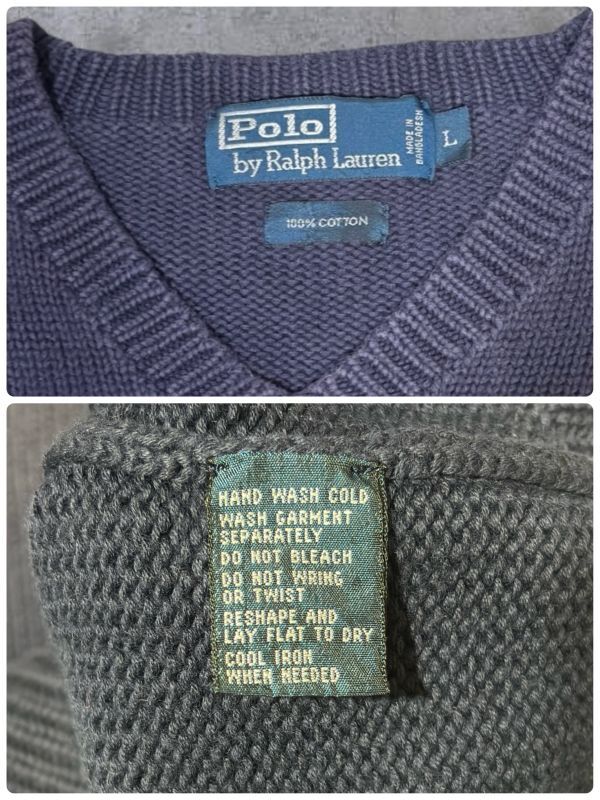 Polo
by Ralph Lauren
MADE IN
BANGLADESH
L
100% COTTON
HAND WASH COLD
WASH GARMENT
SEPARATELY
DO NOT BLEACH
DO NOT WRING
OR TWIST
RESHAPE AND
LAY FLAT TO DRY
COOL IRON
WHEN NEEDED